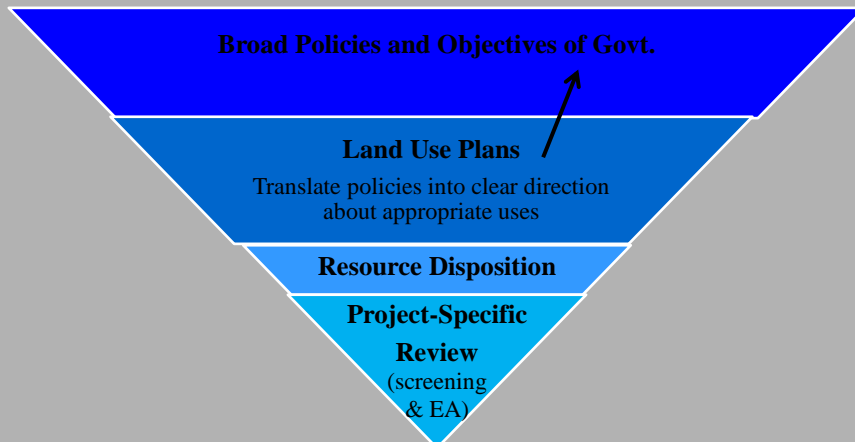 Broad Policies and Objectives of Govt.
Land Use Plans
Translate policies into clear direction
about appropriate uses
Resource Disposition
Project-Specific
Review
(screening
& EA)